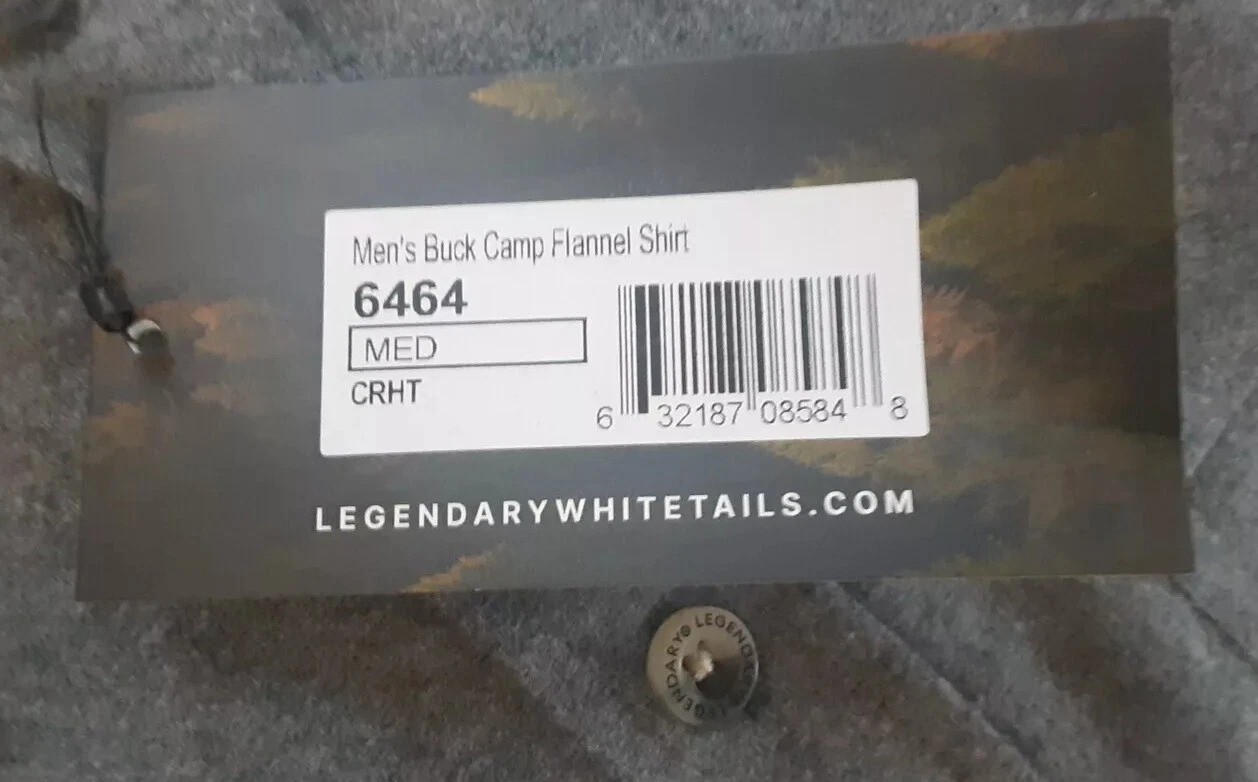 Men's Buck Camp Flannel Shirt
6464
MED
CRHT
6 32187 08584 8
LEGENDARYWHITETAILS.COM
LEGENDARY® LEGENDARY